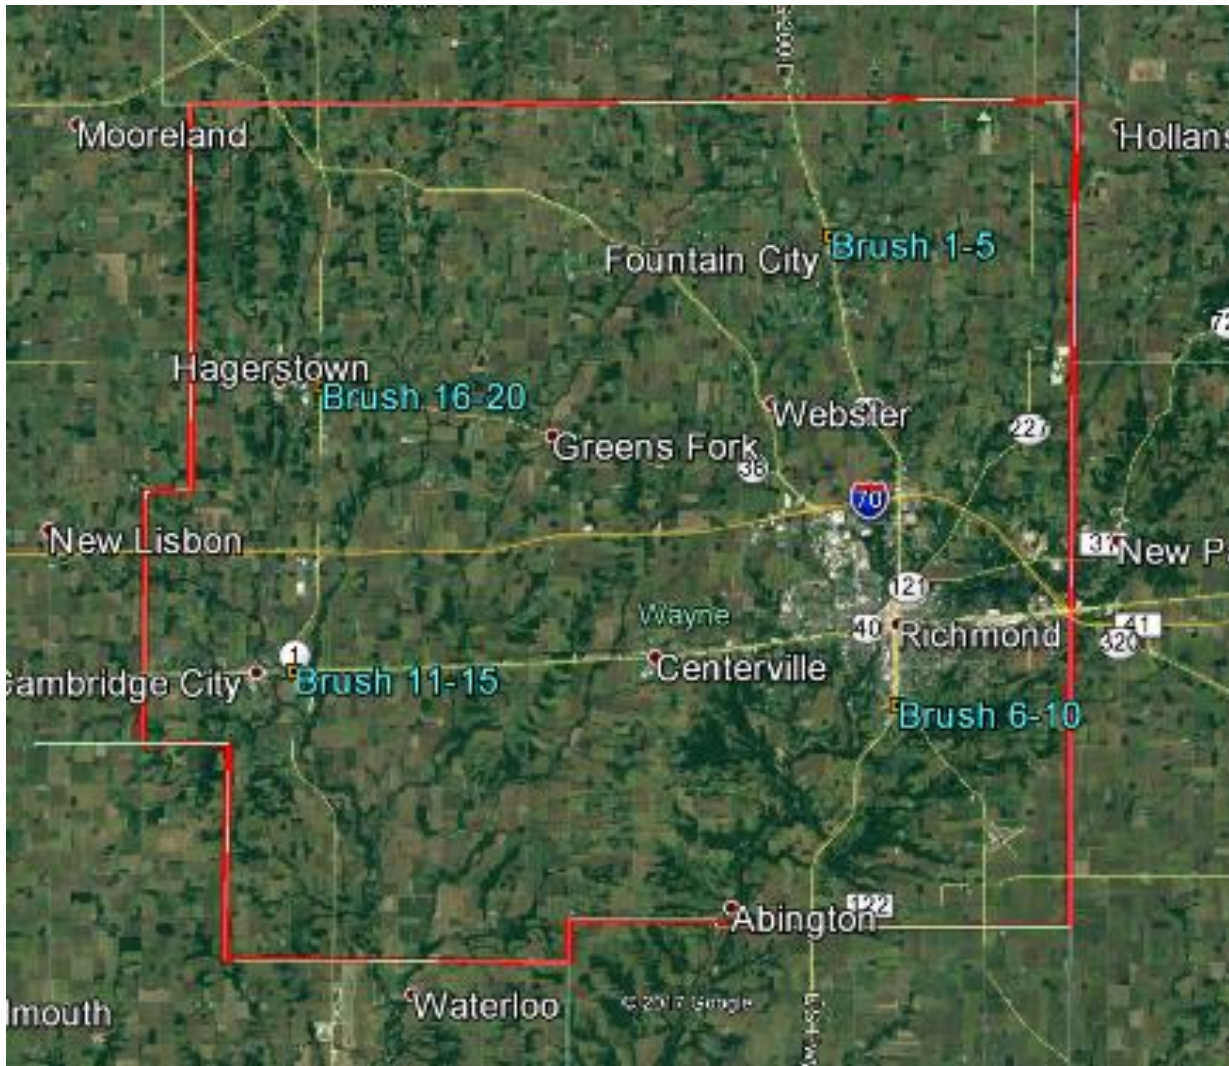 Mooreland
Hollans
Brush 1-5
Fountain City
Hagerstown
Brush 16-20
Webster
Greens Fork
227
38
70
New Lisbon
New P
121
Wayne
40
Richmond
41
320
1
Centerville
Cambridge City
Brush 11-15
Brush 6-10
122
Abington
Waterloo
© 2017 Google
lmouth